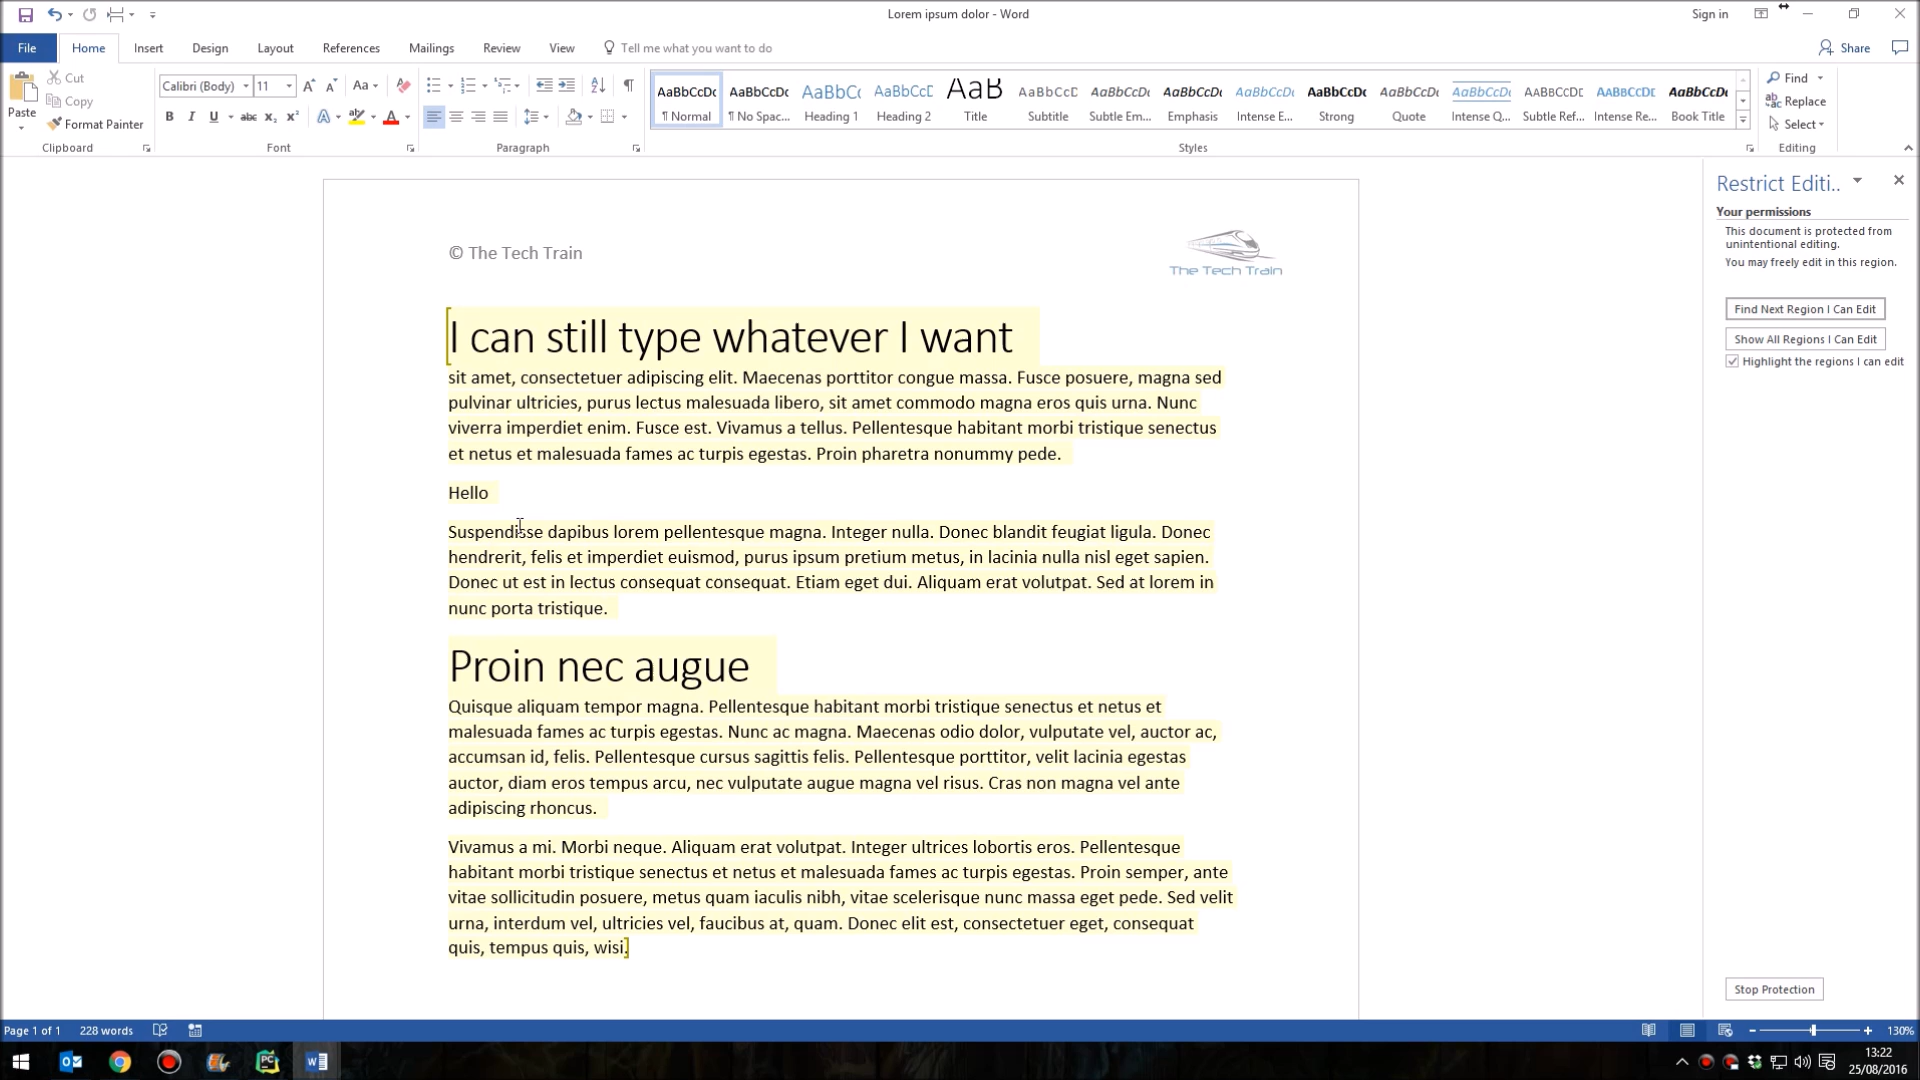 Lorem ipsum dolor - Word
Sign in
File
Home
Insert
Design
Layout
References
Mailings
Review
View
Tell me what you want to do
Share
Paste
Cut
Copy
Format Painter
Clipboard
Calibri (Body)
11
Font
Paragraph
AaBbCcDc
¶ Normal
AaBbCcDc
¶ No Spac...
AaBbCc
Heading 1
AaBbCcE
Heading 2
AaB
Title
AaBbCcC
Subtitle
AaBbCcDc
Subtle Em...
AaBbCcDc
Emphasis
AaBbCcDc
Intense E...
AaBbCcDc
Strong
AaBbCcDc
Quote
AaBbCcDc
Intense Q...
AaBbCcDc
Subtle Ref...
AaBbCcDc
Intense Re...
AaBbCcDc
Book Title
Styles
Find
Replace
Select
Editing
Restrict Editi..
Your permissions
This document is protected from
unintentional editing.
You may freely edit in this region.
Find Next Region I Can Edit
Show All Regions I Can Edit
Highlight the regions I can edit
Stop Protection
© The Tech Train
The Tech Train
I can still type whatever I want
sit amet, consectetuer adipiscing elit. Maecenas porttitor congue massa. Fusce posuere, magna sed
pulvinar ultricies, purus lectus malesuada libero, sit amet commodo magna eros quis urna. Nunc
viverra imperdiet enim. Fusce est. Vivamus a tellus. Pellentesque habitant morbi tristique senectus
et netus et malesuada fames ac turpis egestas. Proin pharetra nonummy pede.
Hello
Suspendisse dapibus lorem pellentesque magna. Integer nulla. Donec blandit feugiat ligula. Donec
hendrerit, felis et imperdiet euismod, purus ipsum pretium metus, in lacinia nulla nisl eget sapien.
Donec ut est in lectus consequat consequat. Etiam eget dui. Aliquam erat volutpat. Sed at lorem in
nunc porta tristique.
Proin nec augue
Quisque aliquam tempor magna. Pellentesque habitant morbi tristique senectus et netus et
malesuada fames ac turpis egestas. Nunc ac magna. Maecenas odio dolor, vulputate vel, auctor ac,
accumsan id, felis. Pellentesque cursus sagittis felis. Pellentesque porttitor, velit lacinia egestas
auctor, diam eros tempus arcu, nec vulputate augue magna vel risus. Cras non magna vel ante
adipiscing rhoncus.
Vivamus a mi. Morbi neque. Aliquam erat volutpat. Integer ultrices lobortis eros. Pellentesque
habitant morbi tristique senectus et netus et malesuada fames ac turpis egestas. Proin semper, ante
vitae sollicitudin posuere, metus quam iaculis nibh, vitae scelerisque nunc massa eget pede. Sed velit
urna, interdum vel, ultricies vel, faucibus at, quam. Donec elit est, consectetuer eget, consequat
quis, tempus quis, wisi.
Page 1 of 1
228 words
130%
13:22
25/08/2016